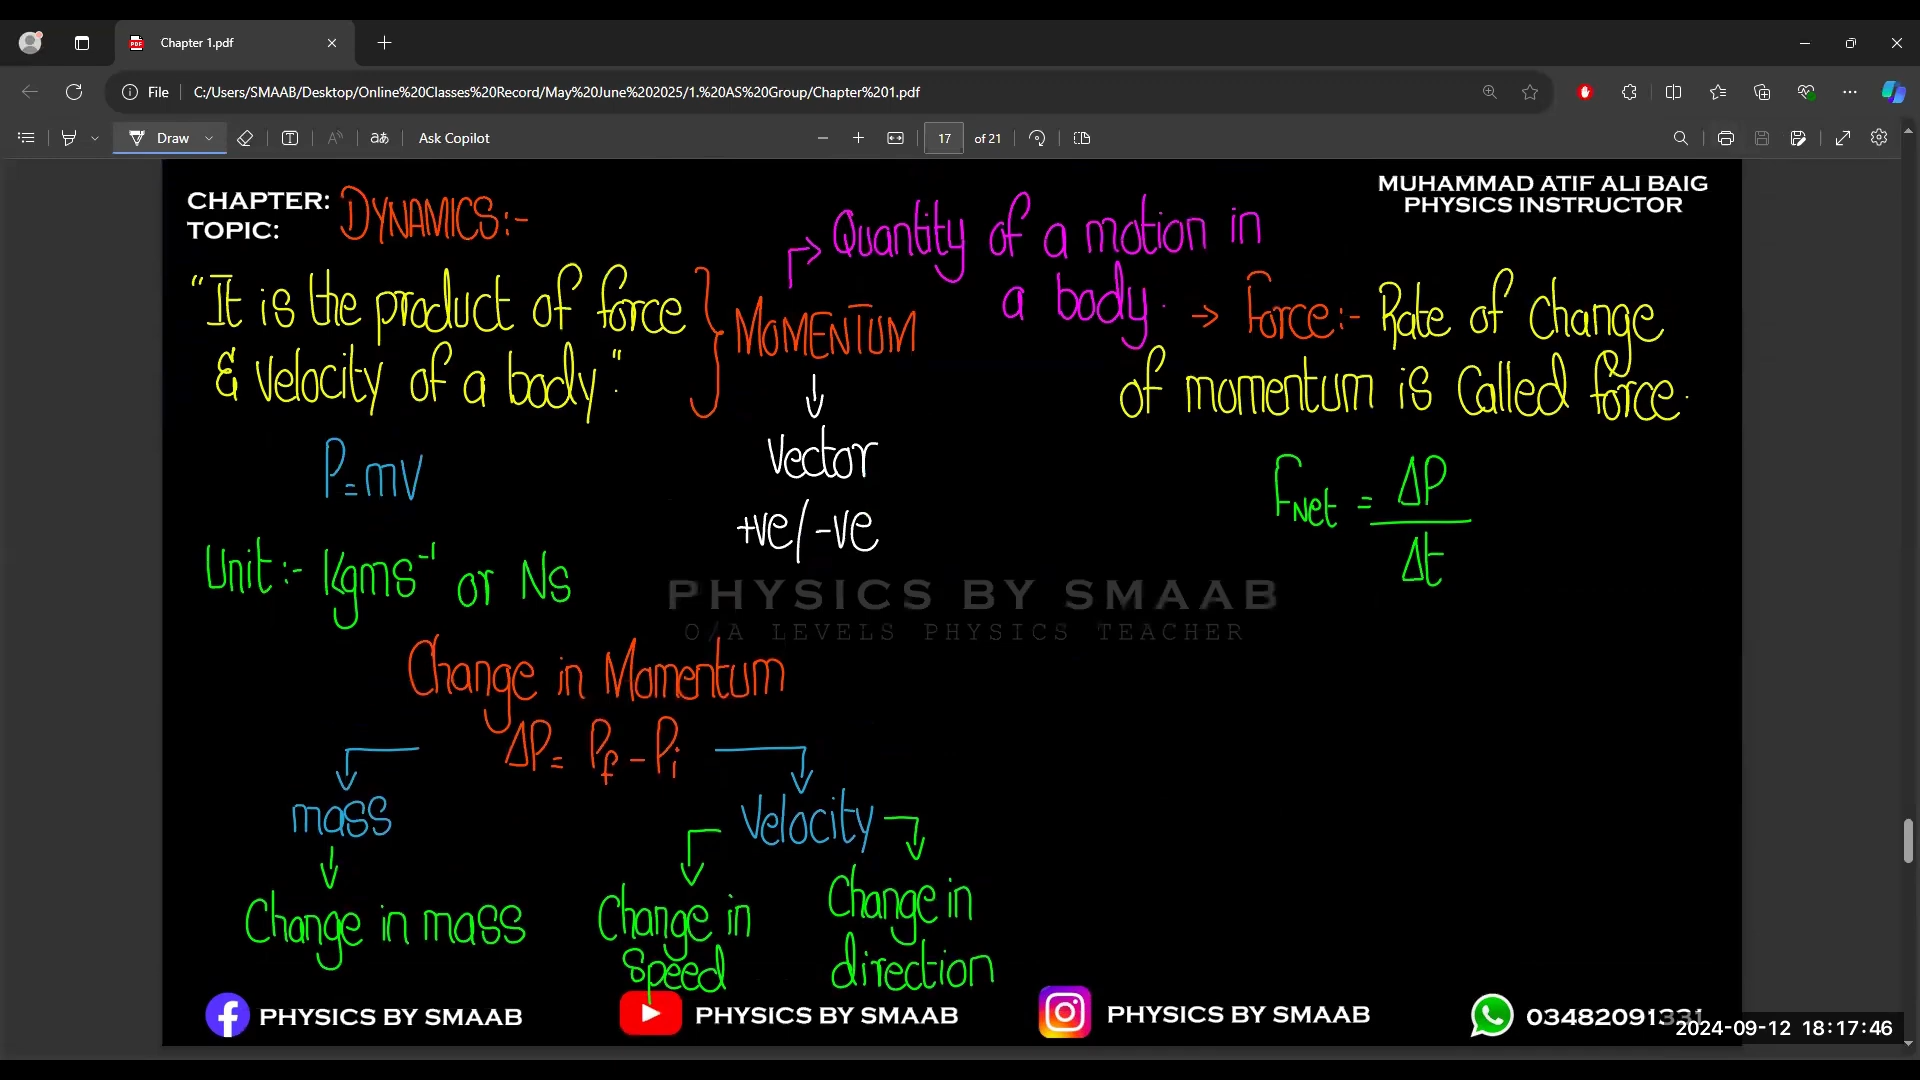 Chapter 1.pdf
File
C:/Users/SMAAB/Desktop/Online%20Classes%20Record/May%20June%202025/1.%20AS%20Group/Chapter%201.pdf
Draw
aあ
Ask Copilot
17 of 21
CHAPTER: DYNAMICS:-
TOPIC:
MUHAMMAD ATIF ALI BAIG
PHYSICS INSTRUCTOR
Quantity of a motion in
a body.
"It is the product of force
& Velocity of a body"
MOMENTUM
→ Force:- Rate of Change
of momentum is Called force.
Vector
+ve/-ve
P=mV
Unit:- Kgms⁻¹ or Ns
FNet = ΔP
Δt
PHYSICS BY SMAAB
O/A LEVELS PHYSICS TEACHER
Change in Momentum
ΔP= Pf - Pi
mass
Velocity
Change in mass
Change in
speed
Change in
direction
PHYSICS BY SMAAB
PHYSICS BY SMAAB
PHYSICS BY SMAAB
03482091331
2024-09-12 18:17:46